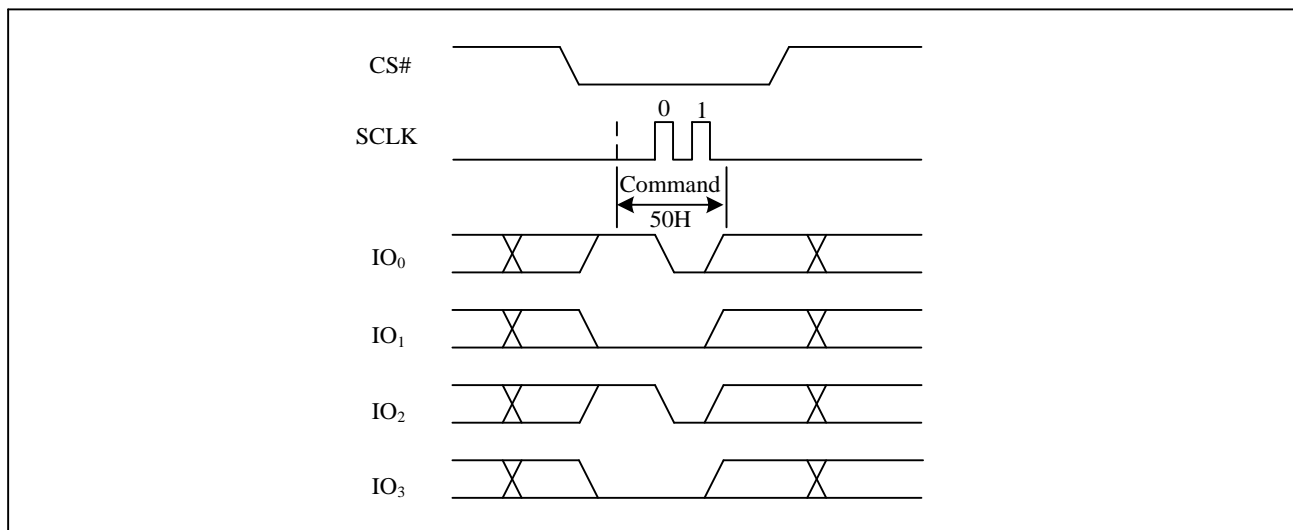 CS#
0 1
SCLK
Command
50H
IO0
IO1
IO2
IO3